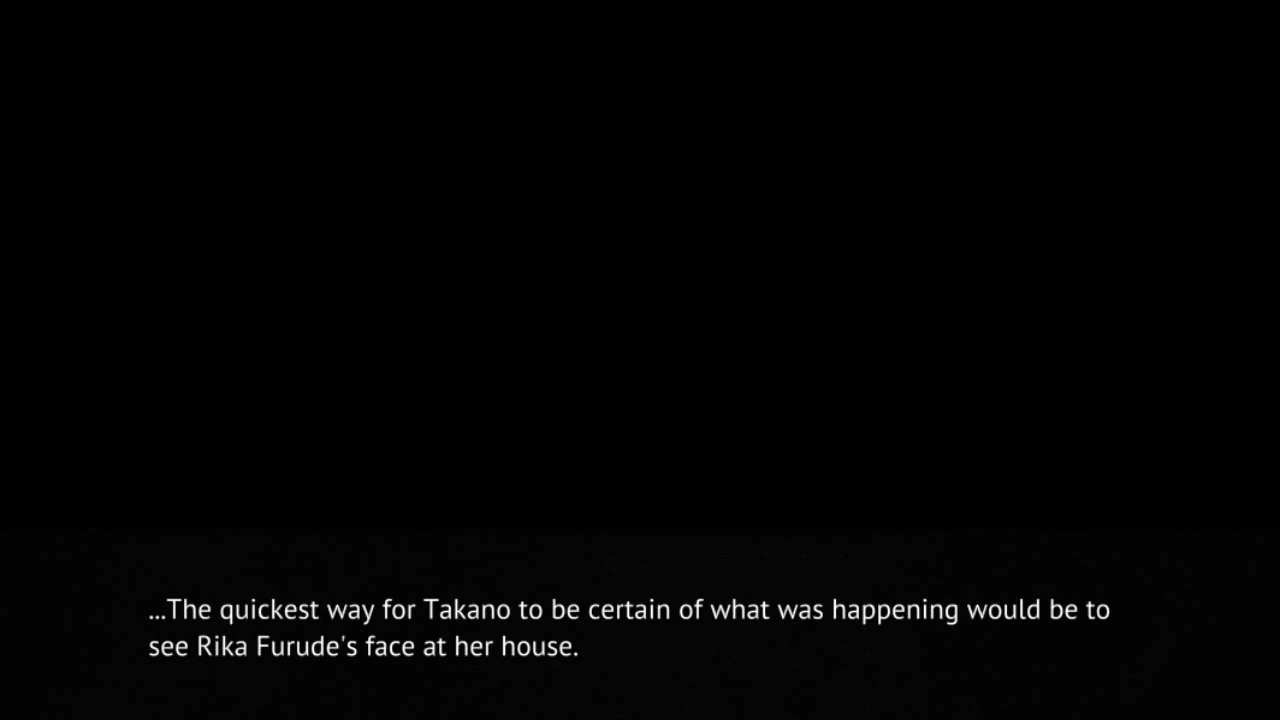 ...The quickest way for Takano to be certain of what was happening would be to
see Rika Furude's face at her house.